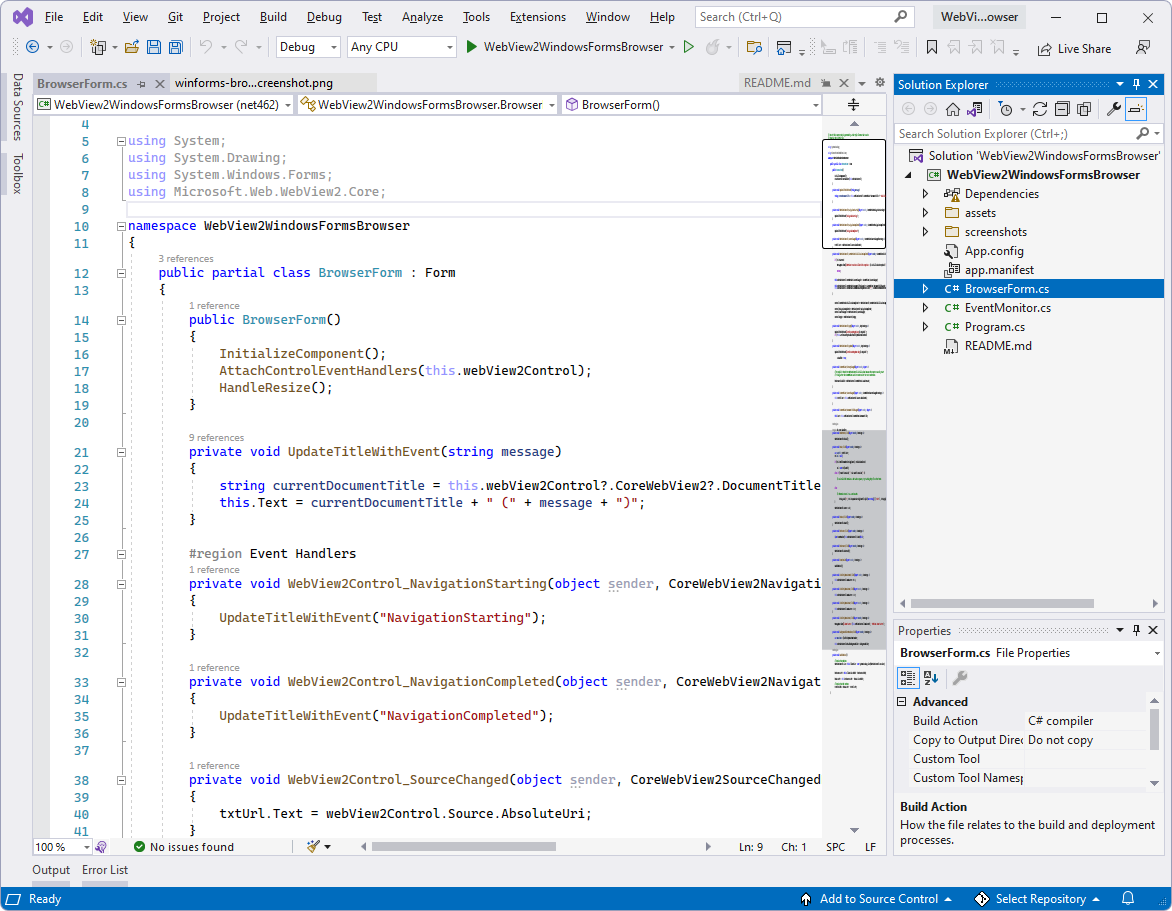 File Edit View Git Project Build Debug Test Analyze Tools Extensions Window Help Search (Ctrl+Q) WebVi...owser
Debug Any CPU WebView2WindowsFormsBrowser Live Share
Data Sources
Toolbox
BrowserForm.cs winforms-bro...creenshot.png README.md
WebView2WindowsFormsBrowser (net462) WebView2WindowsFormsBrowser.Browser BrowserForm()
4
5 using System;
6 using System.Drawing;
7 using System.Windows.Forms;
8 using Microsoft.Web.WebView2.Core;
9
10 namespace WebView2WindowsFormsBrowser
11 {
3 references
12 public partial class BrowserForm : Form
13 {
1 reference
14 public BrowserForm()
15 {
16 InitializeComponent();
17 AttachControlEventHandlers(this.webView2Control);
18 HandleResize();
19 }
20
9 references
21 private void UpdateTitleWithEvent(string message)
22 {
23 string currentDocumentTitle = this.webView2Control?.CoreWebView2?.DocumentTitle
24 this.Text = currentDocumentTitle + " (" + message + ")";
25 }
26
27 #region Event Handlers
1 reference
28 private void WebView2Control_NavigationStarting(object sender, CoreWebView2Navigati
29 {
30 UpdateTitleWithEvent("NavigationStarting");
31 }
32
1 reference
33 private void WebView2Control_NavigationCompleted(object sender, CoreWebView2Navigat
34 {
35 UpdateTitleWithEvent("NavigationCompleted");
36 }
37
1 reference
38 private void WebView2Control_SourceChanged(object sender, CoreWebView2SourceChanged
39 {
40 txtUrl.Text = webView2Control.Source.AbsoluteUri;
41 }
100 % No issues found Ln: 9 Ch: 1 SPC LF
Solution Explorer
Search Solution Explorer (Ctrl+;)
Solution 'WebView2WindowsFormsBrowser'
C# WebView2WindowsFormsBrowser
Dependencies
assets
screenshots
App.config
app.manifest
C# BrowserForm.cs
C# EventMonitor.cs
C# Program.cs
README.md
Properties
BrowserForm.cs File Properties
Advanced
Build Action C# compiler
Copy to Output Direc Do not copy
Custom Tool
Custom Tool Namesp
Build Action
How the file relates to the build and deployment
processes.
Output Error List
Ready Add to Source Control Select Repository